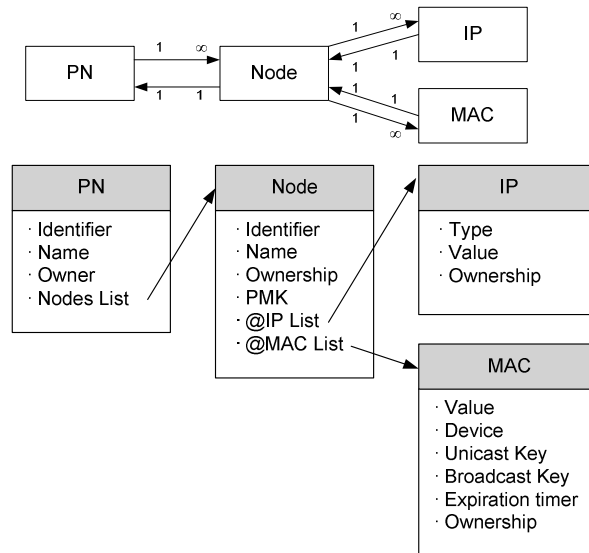 1 ∞
PN
1 1
Node
1 ∞
1 1
IP
1 1
1 ∞
MAC
PN
· Identifier
· Name
· Owner
· Nodes List
Node
· Identifier
· Name
· Ownership
· PMK
· @IP List
· @MAC List
IP
· Type
· Value
· Ownership
MAC
· Value
· Device
· Unicast Key
· Broadcast Key
· Expiration timer
· Ownership